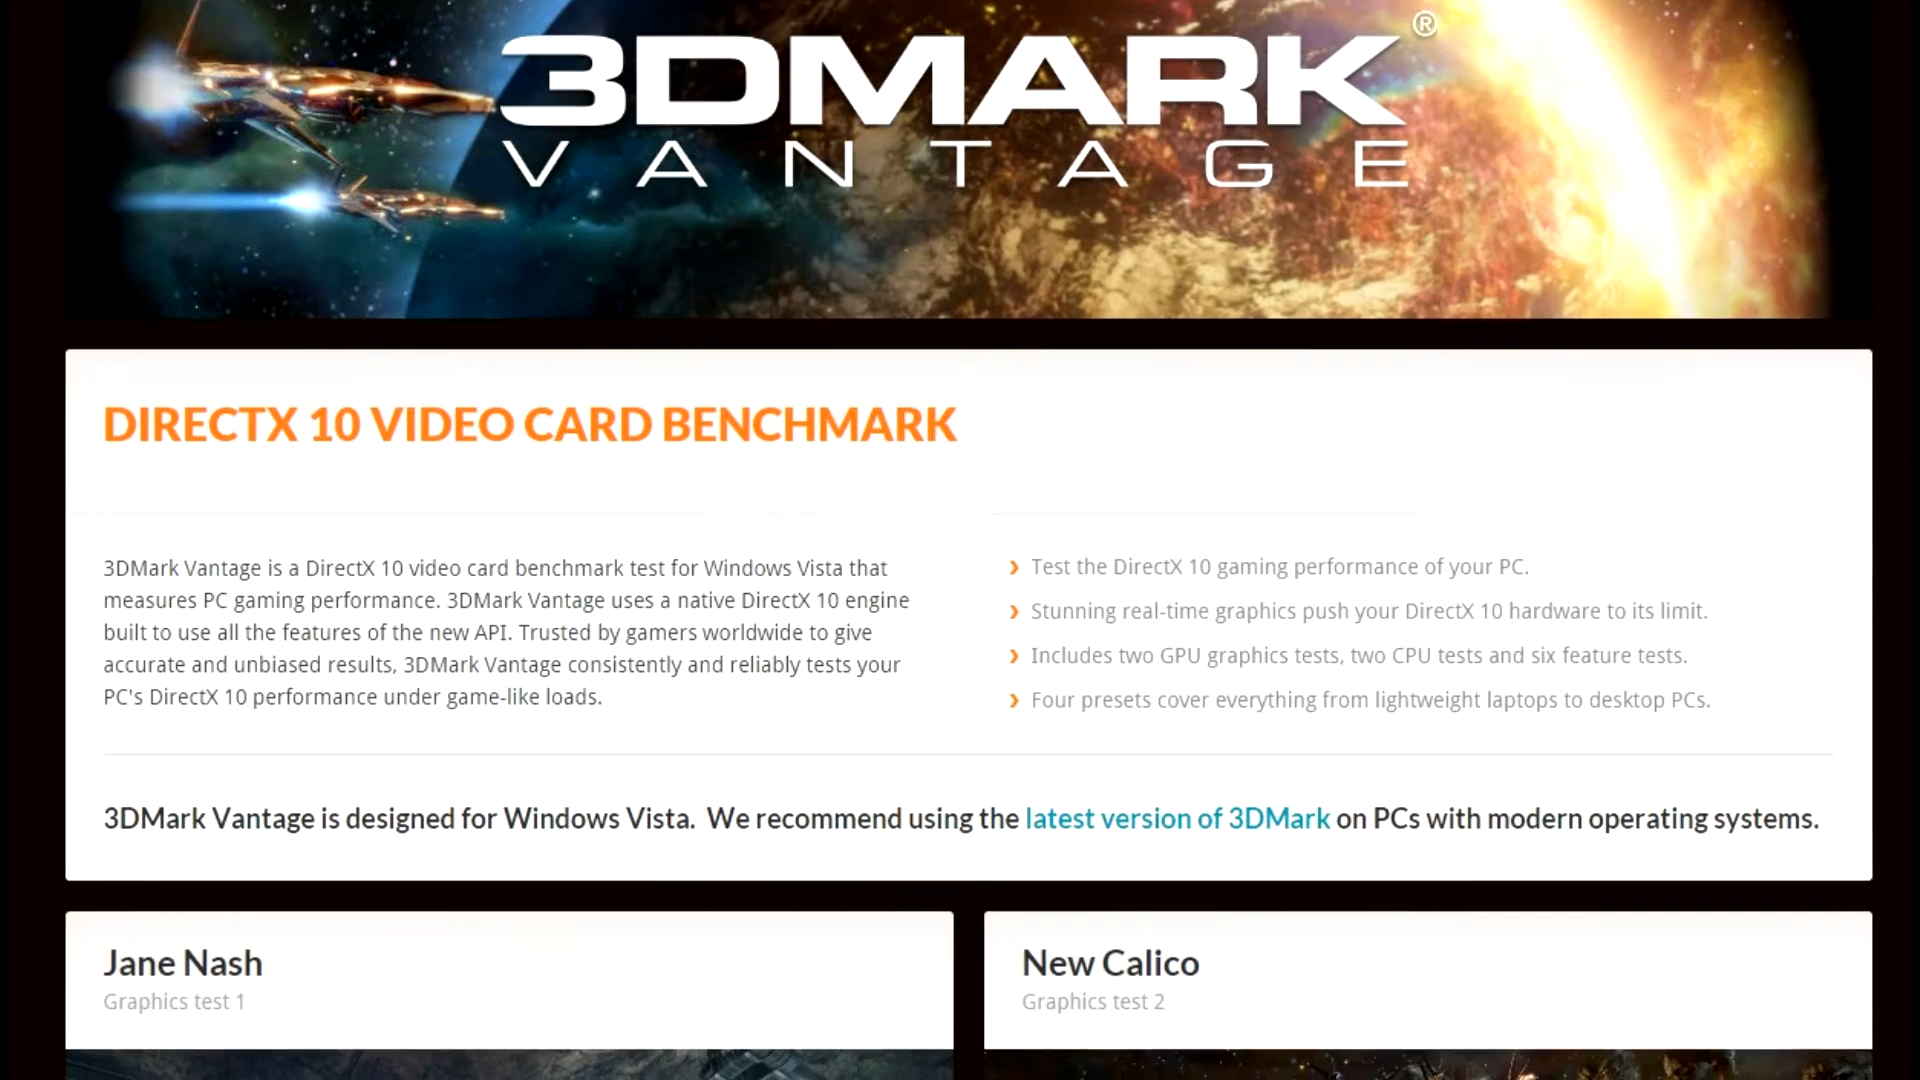 3DMARK®
VANTAGE
DIRECTX 10 VIDEO CARD BENCHMARK
3DMark Vantage is a DirectX 10 video card benchmark test for Windows Vista that
measures PC gaming performance. 3DMark Vantage uses a native DirectX 10 engine
built to use all the features of the new API. Trusted by gamers worldwide to give
accurate and unbiased results, 3DMark Vantage consistently and reliably tests your
PC's DirectX 10 performance under game-like loads.
› Test the DirectX 10 gaming performance of your PC.
› Stunning real-time graphics push your DirectX 10 hardware to its limit.
› Includes two GPU graphics tests, two CPU tests and six feature tests.
› Four presets cover everything from lightweight laptops to desktop PCs.
3DMark Vantage is designed for Windows Vista. We recommend using the latest version of 3DMark on PCs with modern operating systems.
Jane Nash
Graphics test 1
New Calico
Graphics test 2